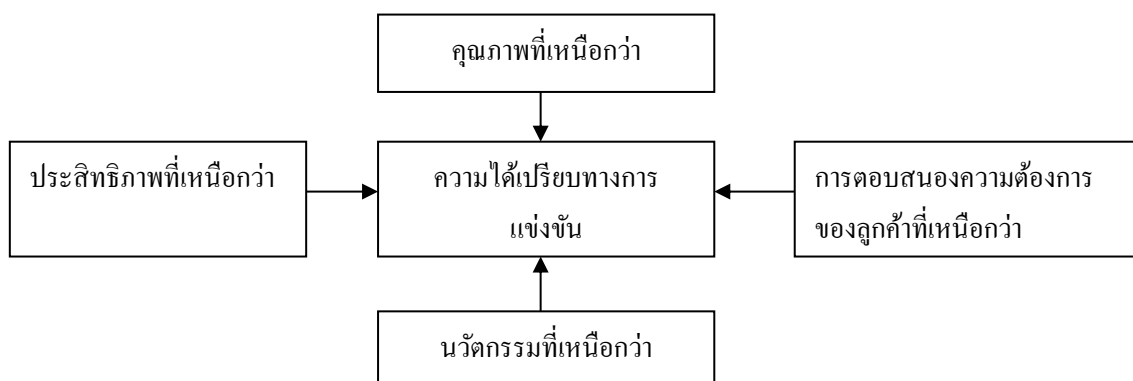 คุณภาพที่เหนือกว่า
ประสิทธิภาพที่เหนือกว่า
ความได้เปรียบทางการ
แข่งขัน
การตอบสนองความต้องการ
ของลูกค้าที่เหนือกว่า
นวัตกรรมที่เหนือกว่า